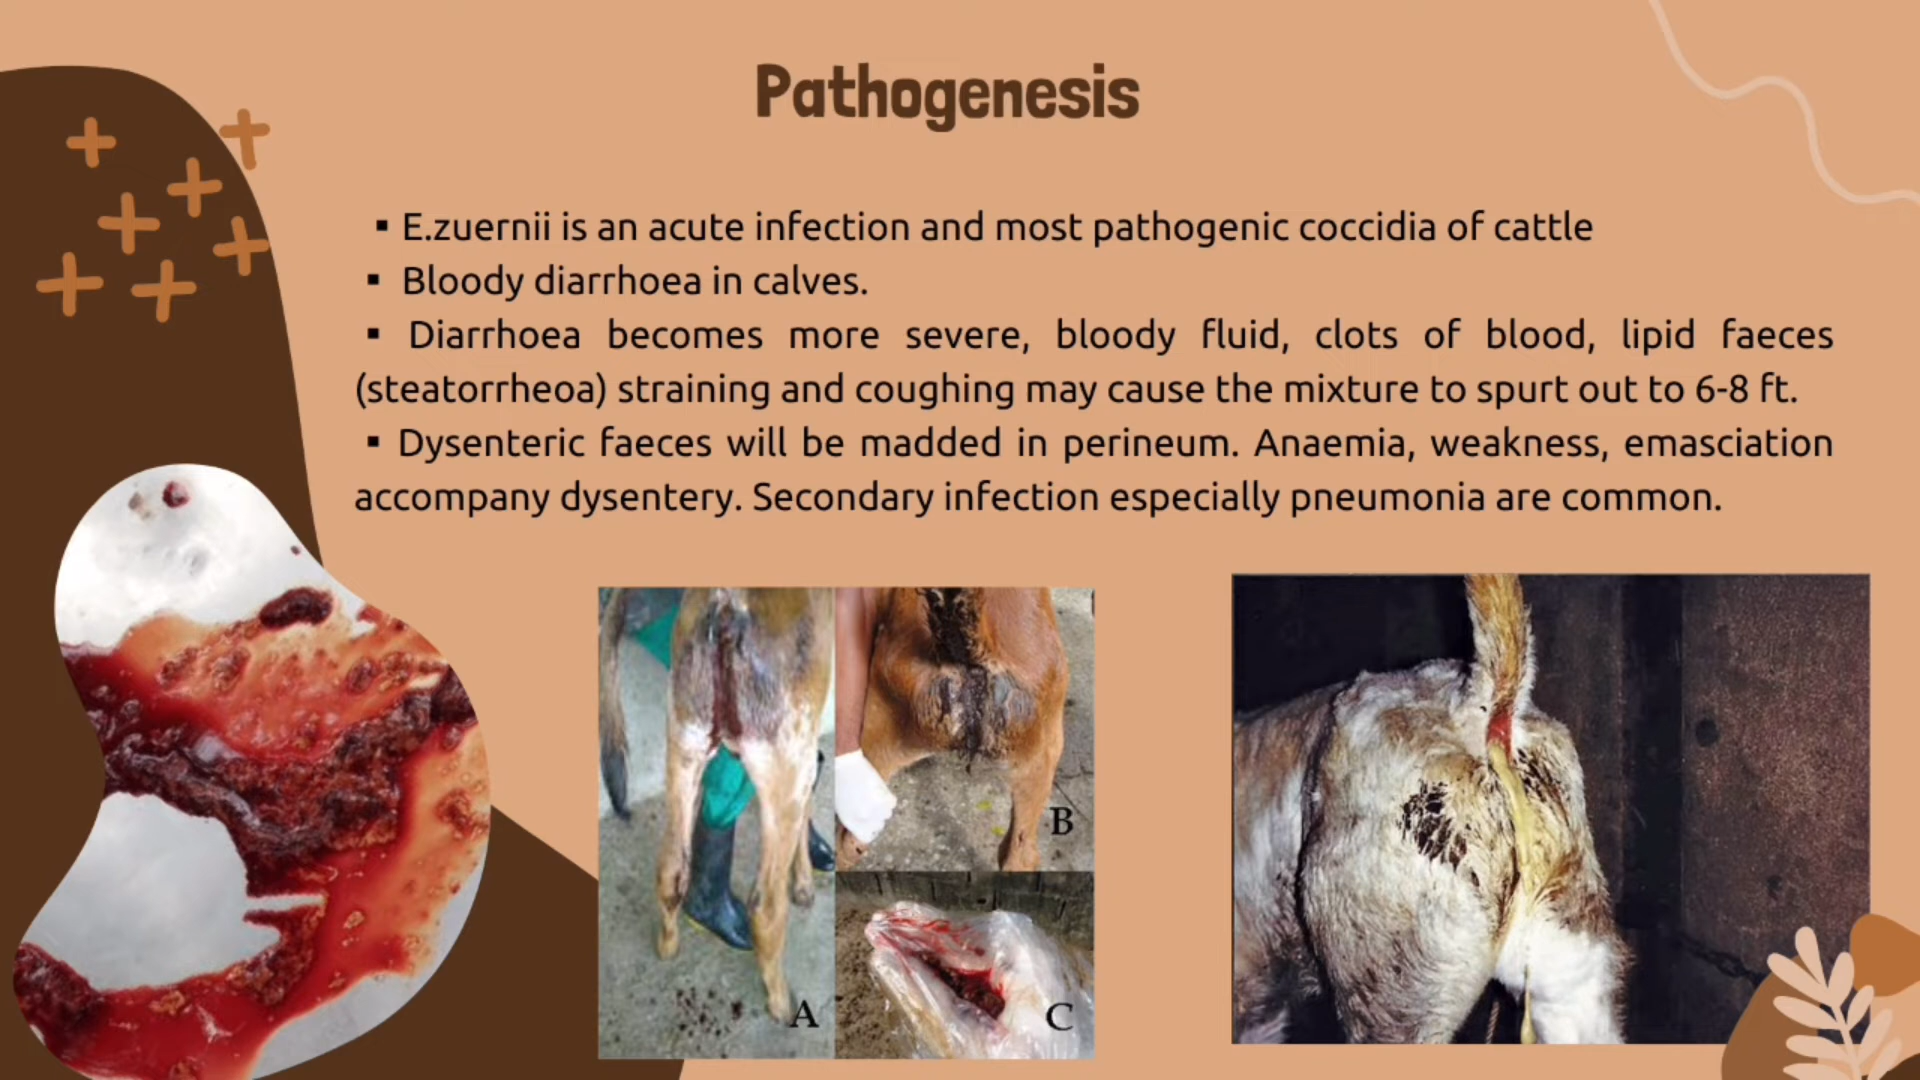 Pathogenesis
▪ E.zuernii is an acute infection and most pathogenic coccidia of cattle
▪ Bloody diarrhoea in calves.
▪ Diarrhoea becomes more severe, bloody fluid, clots of blood, lipid faeces
(steatorrheoa) straining and coughing may cause the mixture to spurt out to 6-8 ft.
▪ Dysenteric faeces will be madded in perineum. Anaemia, weakness, emasciation
accompany dysentery. Secondary infection especially pneumonia are common.
B
A
C